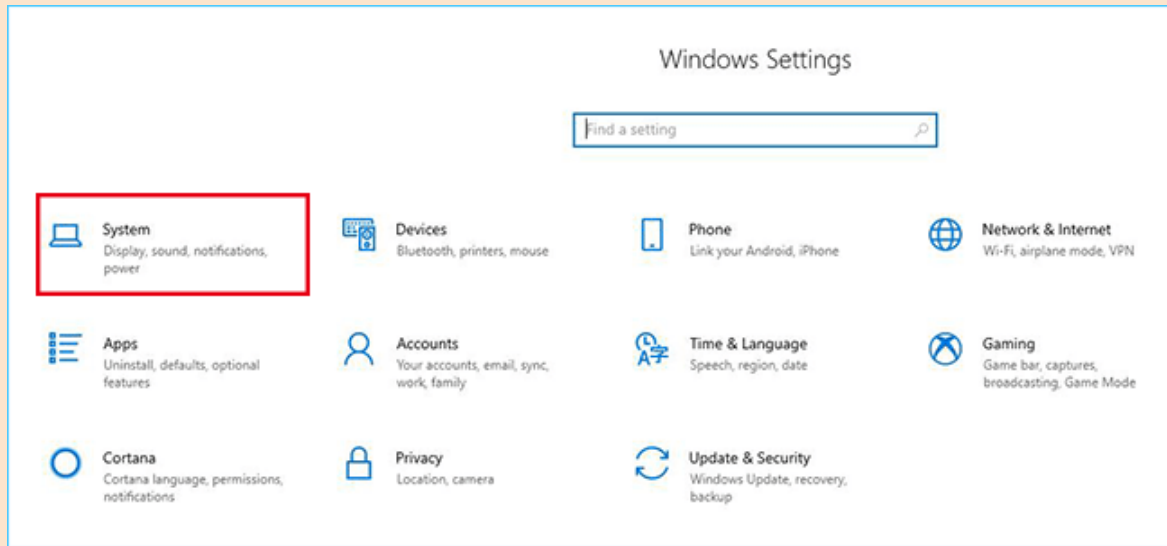 Windows Settings
Find a setting
System
Display, sound, notifications,
power
Devices
Bluetooth, printers, mouse
Phone
Link your Android, iPhone
Network & Internet
Wi-Fi, airplane mode, VPN
Apps
Uninstall, defaults, optional
features
Accounts
Your accounts, email, sync,
work, family
Time & Language
Speech, region, date
Gaming
Game bar, captures,
broadcasting, Game Mode
Cortana
Cortana language, permissions,
notifications
Privacy
Location, camera
Update & Security
Windows Update, recovery,
backup